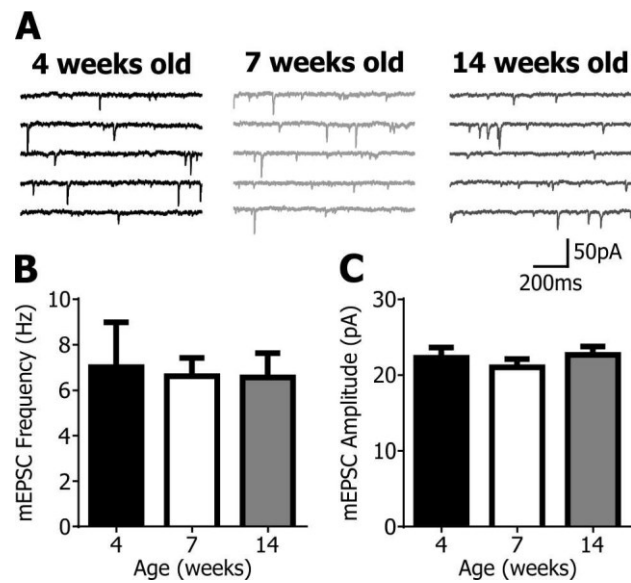 A
4 weeks old
7 weeks old
14 weeks old
50pA
200ms
B
mEPSC Frequency (Hz)
10
8
6
4
2
0
4
7
14
Age (weeks)
C
mEPSC Amplitude (pA)
30
20
10
0
4
7
14
Age (weeks)